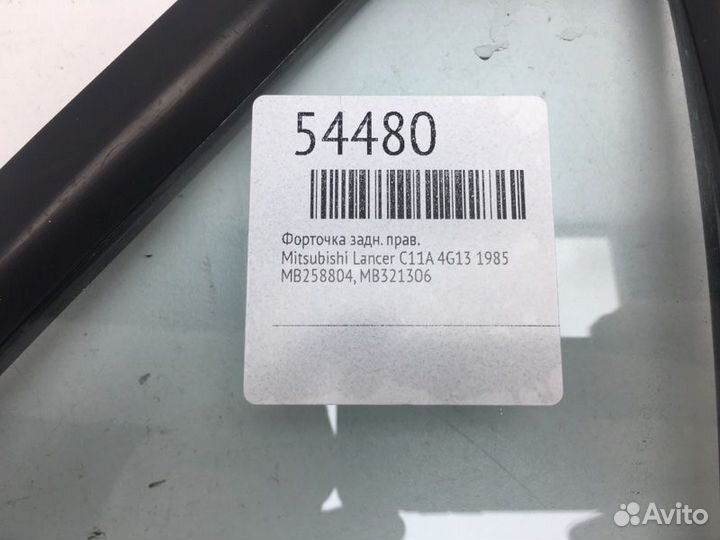 54480
Форточка задн. прав.
Mitsubishi Lancer C11A 4G13 1985
MB258804, MB321306
Avito